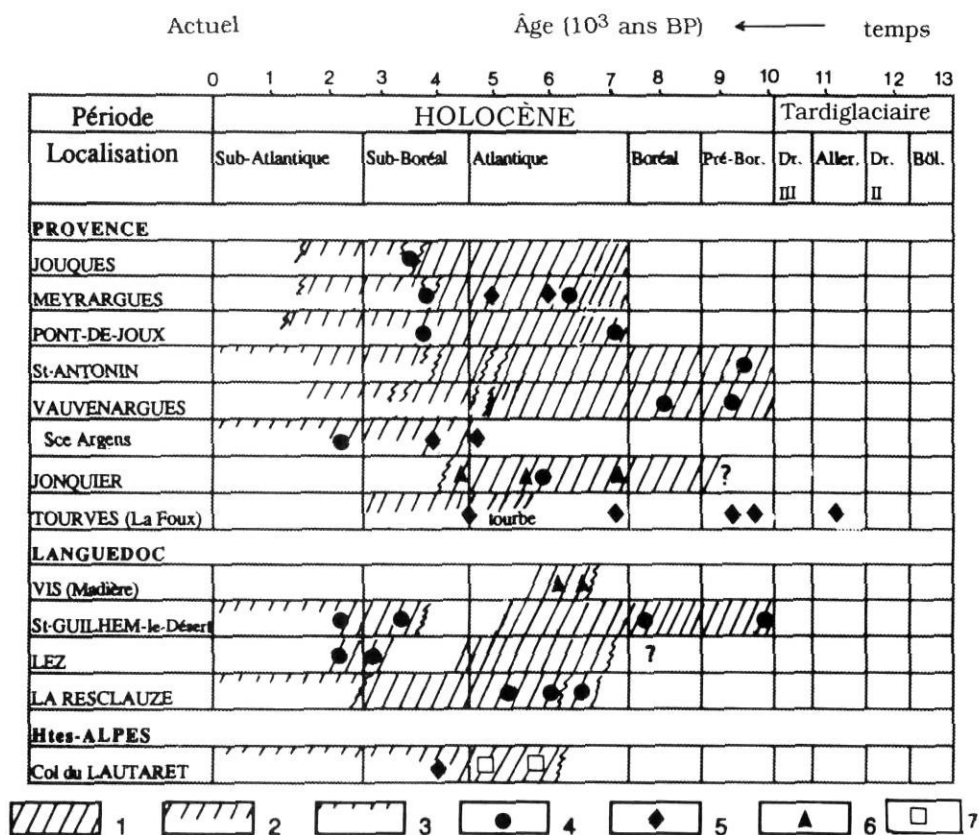 Actuel Âge (10³ ans BP) temps
0 1 2 3 4 5 6 7 8 9 10 11 12 13
Période HOLOCÈNE Tardiglaciaire
Localisation Sub-Atlantique Sub-Boréal Atlantique Boréal Pré-Bor. Dr. III Aller. Dr. II Böl.
PROVENCE
JOUQUES
MEYRARGUES
PONT-DE-JOUX
St-ANTONIN
VAUVENARGUES
Sce Argens
JONQUIER ?
TOURVES (La Foux) tourbe
LANGUEDOC
VIS (Madière)
St-GUILHEM-le-Désert
LEZ ?
LA RESCLAUZE
Htes-ALPES
Col du LAUTARET
1 2 3 4 5 6 7